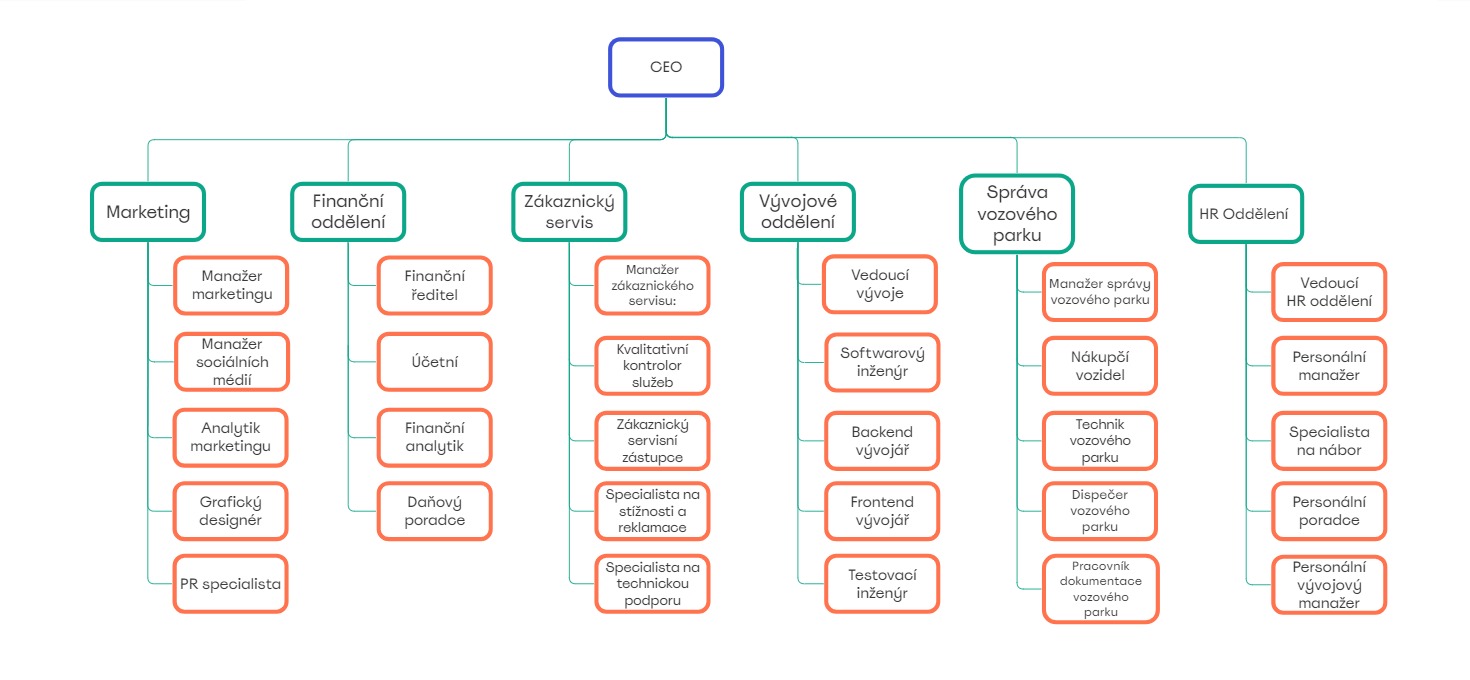 CEO
Marketing
Finanční
oddělení
Zákaznický
servis
Vývojové
oddělení
Správa
vozového
parku
HR Oddělení
Manažer
marketingu
Manažer
sociálních
médií
Analytik
marketingu
Grafický
designér
PR specialista
Finanční
ředitel
Účetní
Finanční
analytik
Daňový
poradce
Manažer
zákaznického
servisu:
Kvalitativní
kontrolor
služeb
Zákaznický
servisní
zástupce
Specialista na
stížnosti a
reklamace
Specialista na
technickou
podporu
Vedoucí
vývoje
Softwarový
inženýr
Backend
vývojář
Frontend
vývojář
Testovací
inženýr
Manažer správy
vozového parku
Nákupčí
vozidel
Technik
vozového
parku
Dispečer
vozového
parku
Pracovník
dokumentace
vozového
parku
Vedoucí
HR oddělení
Personální
manažer
Specialista
na nábor
Personální
poradce
Personální
vývojový
manažer